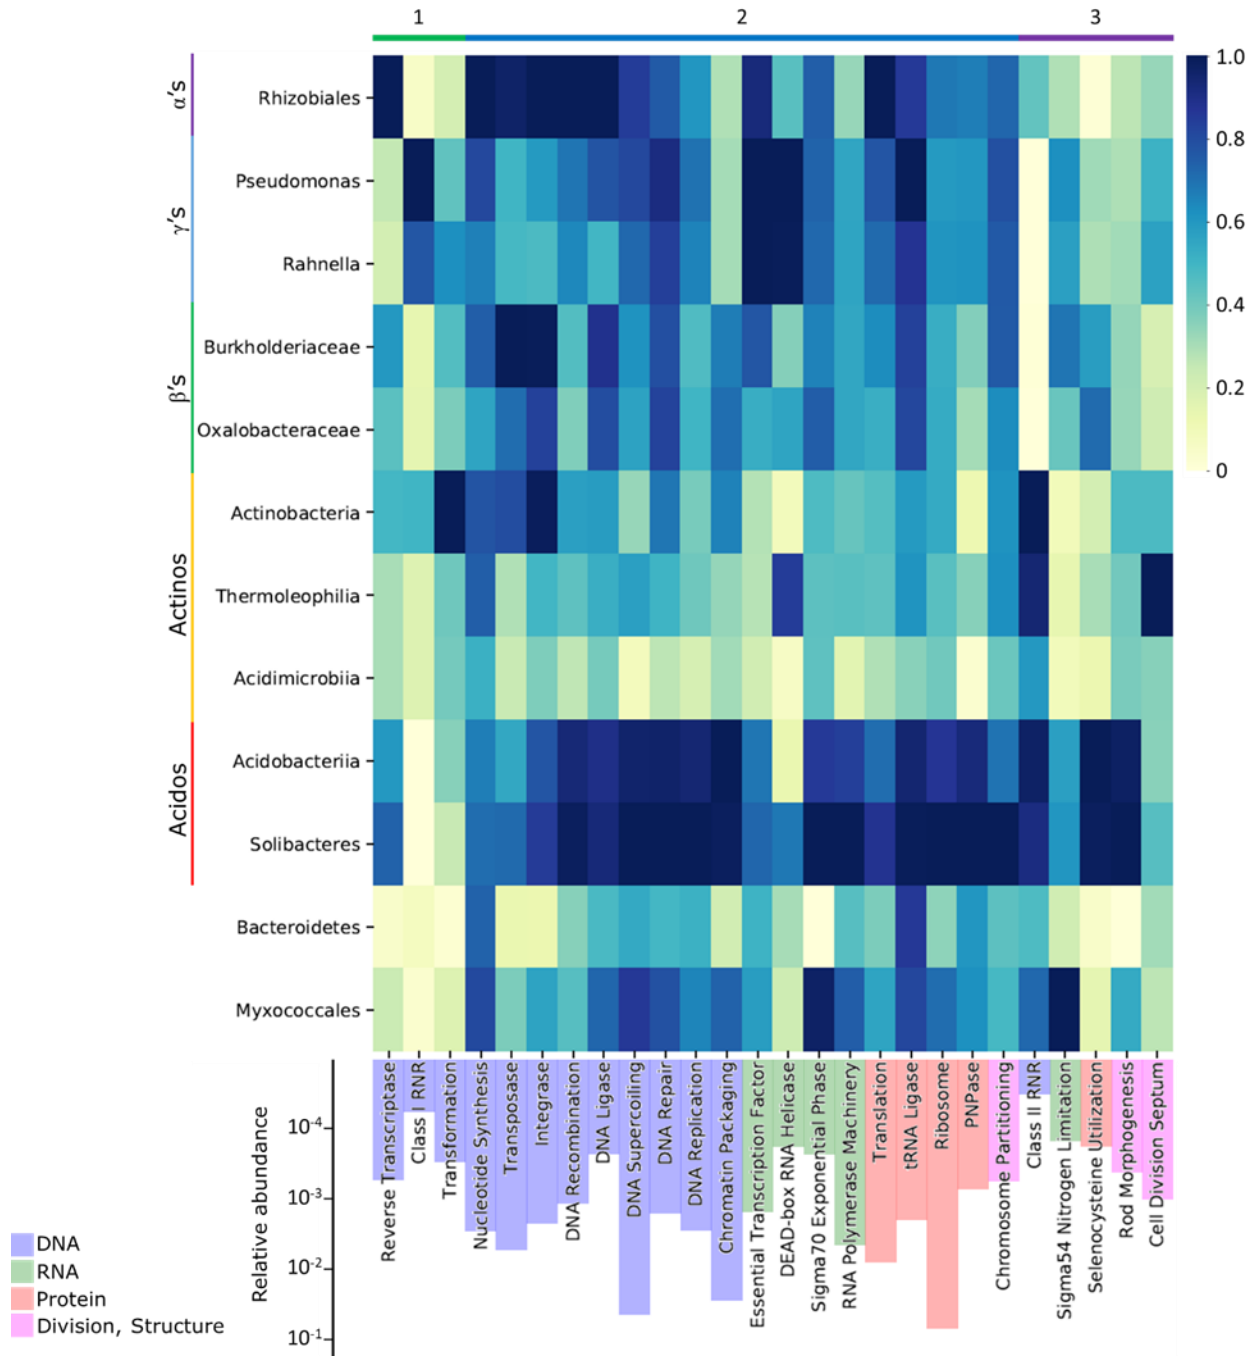 1 2 3
α's
γ's
β's
Actinos
Acidos
Rhizobiales
Pseudomonas
Rahnella
Burkholderiaceae
Oxalobacteraceae
Actinobacteria
Thermoleophilia
Acidimicrobiia
Acidobacteriia
Solibacteres
Bacteroidetes
Myxococcales
1.0
0.8
0.6
0.4
0.2
0
Reverse Transcriptase
Class I RNR
Transformation
Nucleotide Synthesis
Transposase
Integrase
DNA Recombination
DNA Ligase
DNA Supercoiling
DNA Repair
DNA Replication
Chromatin Packaging
Essential Transcription Factor
DEAD-box RNA Helicase
Sigma70 Exponential Phase
RNA Polymerase Machinery
Translation
tRNA Ligase
Ribosome
PNPase
Chromosome Partitioning
Class II RNR
Sigma54 Nitrogen Limitation
Selenocysteine Utilization
Rod Morphogenesis
Cell Division Septum
Relative abundance
10⁻⁴
10⁻³
10⁻²
10⁻¹
DNA
RNA
Protein
Division, Structure